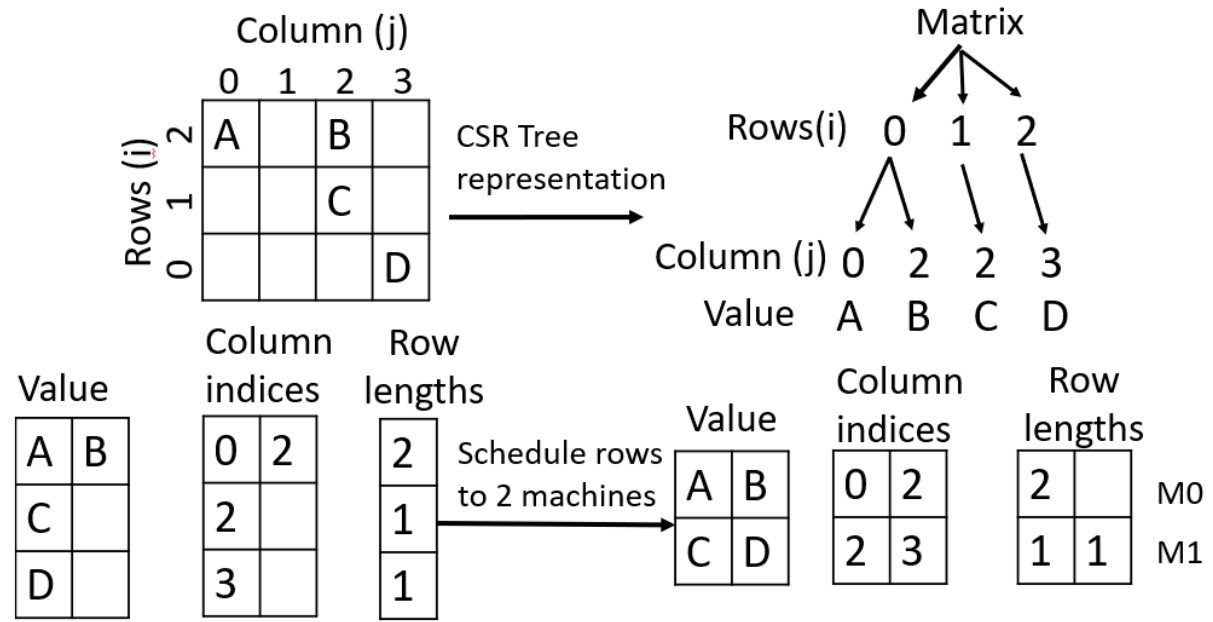 Column (j)
0 1 2 3
Rows (i)
2
A B
1
C
0
D
CSR Tree
representation
Matrix
Rows(i) 0 1 2
Column (j) 0 2 2 3
Value A B C D
Value
A B
C
D
Column
indices
0 2
2
3
Row
lengths
2
1
1
Schedule rows
to 2 machines
Value
A B
C D
Column
indices
0 2
2 3
Row
lengths
2
1 1
M0
M1